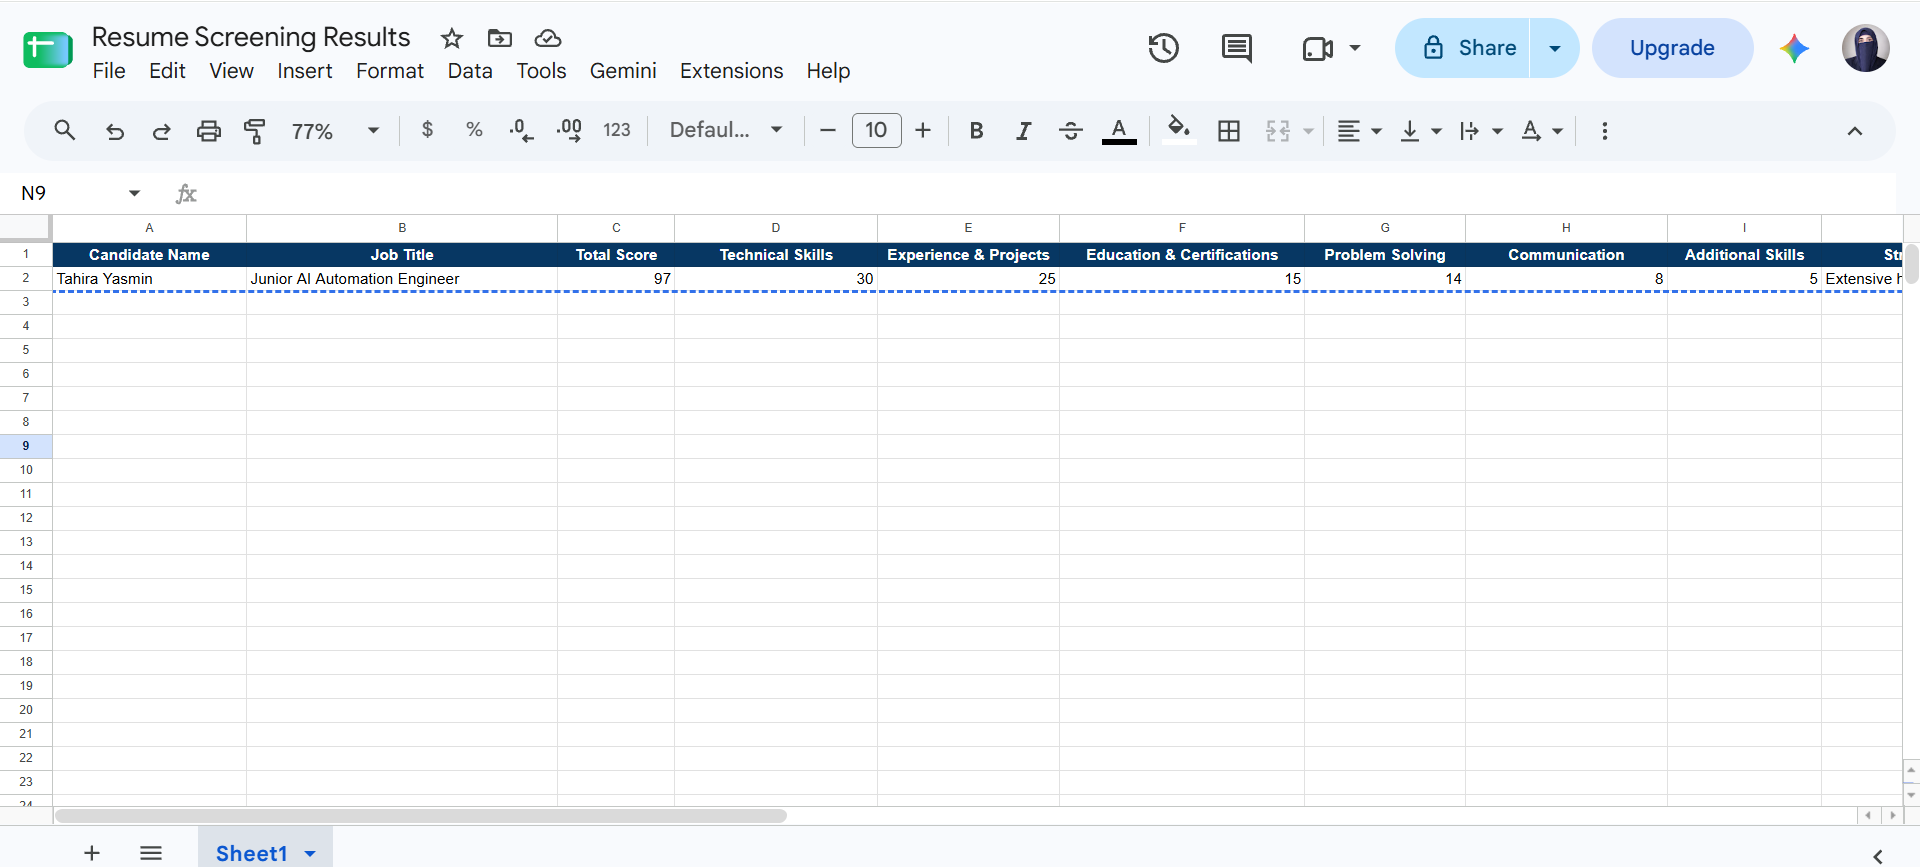 Resume Screening Results
File Edit View Insert Format Data Tools Gemini Extensions Help
Share
Upgrade
77% $ % .0 .00 123 Defaul... 10 B I S A A
N9 fx
A B C D E F G H I
1 Candidate Name Job Title Total Score Technical Skills Experience & Projects Education & Certifications Problem Solving Communication Additional Skills
2 Tahira Yasmin Junior AI Automation Engineer 97 30 25 15 14 8 5 Extensive
3
4
5
6
7
8
9
10
11
12
13
14
15
16
17
18
19
20
21
22
23
24
Sheet1